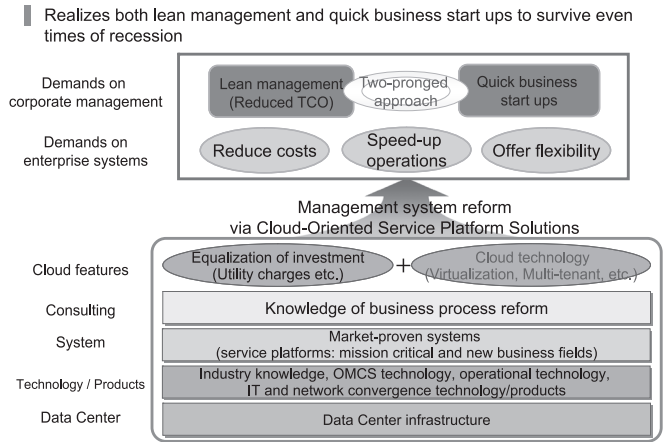 Realizes both lean management and quick business start ups to survive even
times of recession
Demands on
corporate management
Lean management
(Reduced TCO)
Two-pronged
approach
Quick business
start ups
Demands on
enterprise systems
Reduce costs
Speed-up
operations
Offer flexibility
Management system reform
via Cloud-Oriented Service Platform Solutions
Cloud features
Equalization of investment
(Utility charges etc.)
+
Cloud technology
(Virtualization, Multi-tenant, etc.)
Consulting
Knowledge of business process reform
System
Market-proven systems
(service platforms: mission critical and new business fields)
Technology / Products
Industry knowledge, OMCS technology, operational technology,
IT and network convergence technology/products
Data Center
Data Center infrastructure